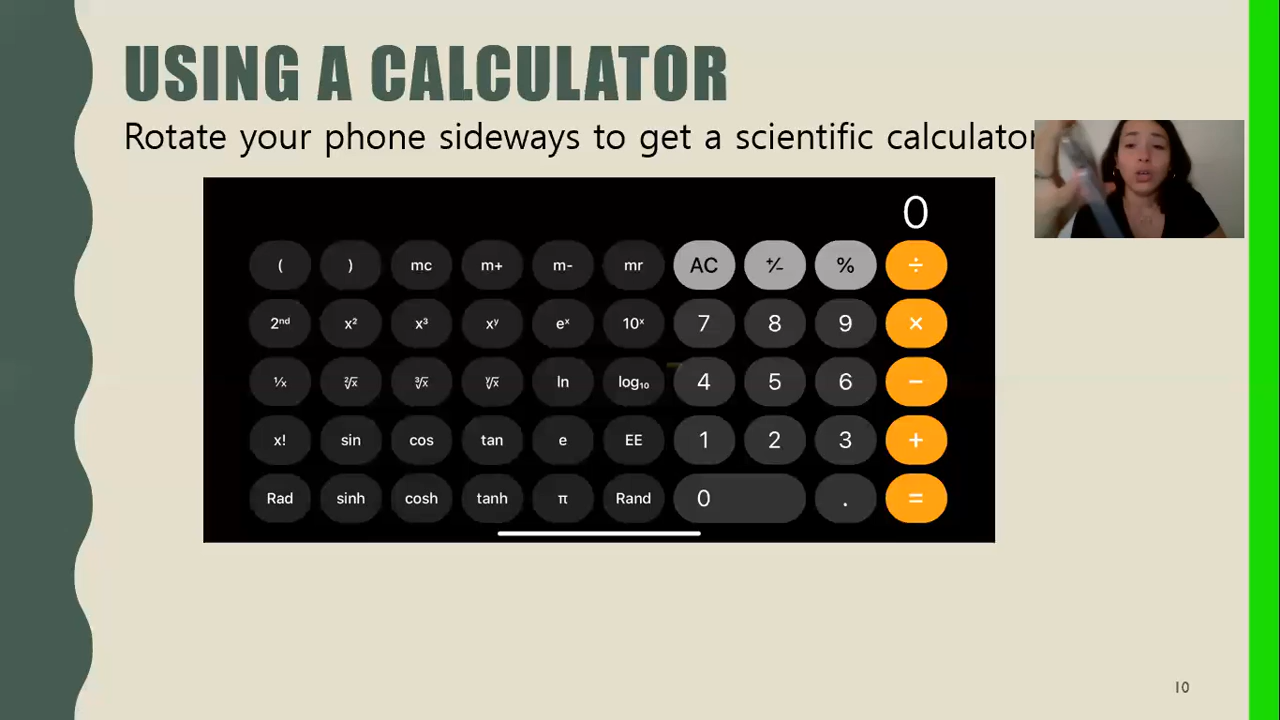 USING A CALCULATOR
Rotate your phone sideways to get a scientific calculator
0
( ) mc m+ m- mr AC +/- % ÷
2ⁿᵈ x² x³ xʸ eˣ 10ˣ 7 8 9 ×
¹/x ²√x ³√x ʸ√x ln log₁₀ 4 5 6 −
x! sin cos tan e EE 1 2 3 +
Rad sinh cosh tanh π Rand 0 . =
10